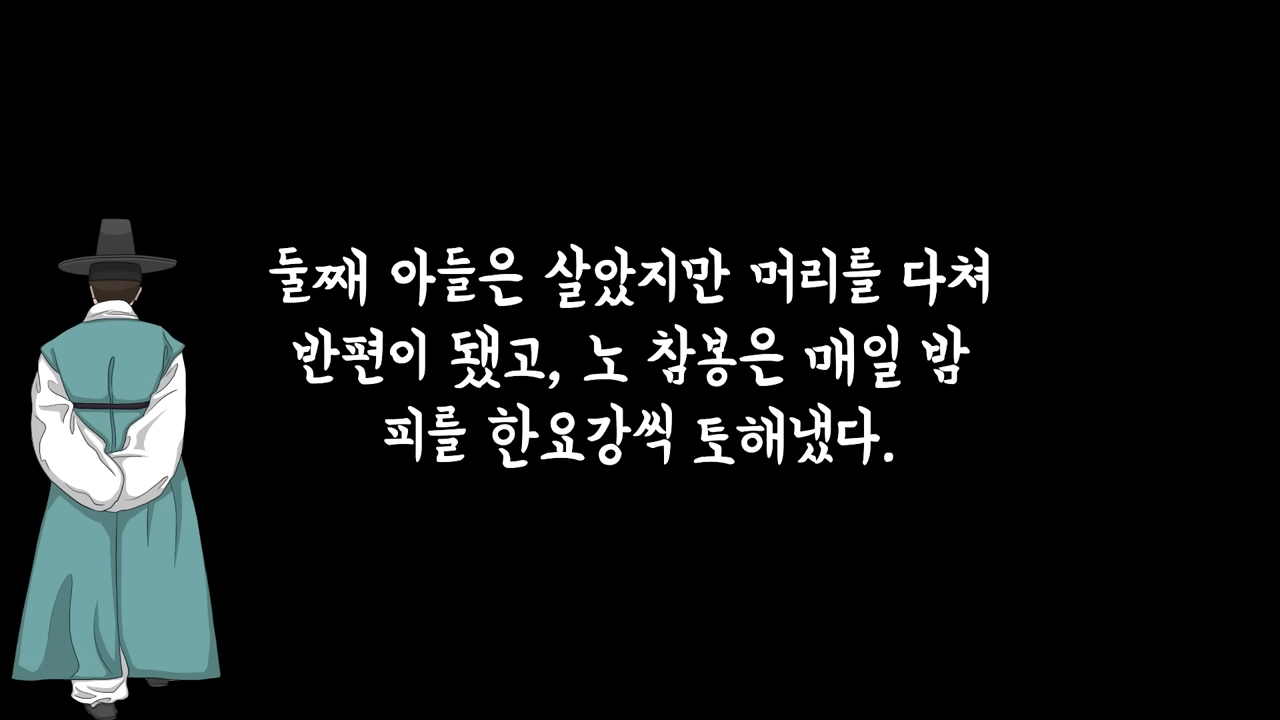 둘째 아들은 살았지만 머리를 다쳐
반편이 됐고, 노 참봉은 매일 밤
피를 한요강씩 토해냈다.